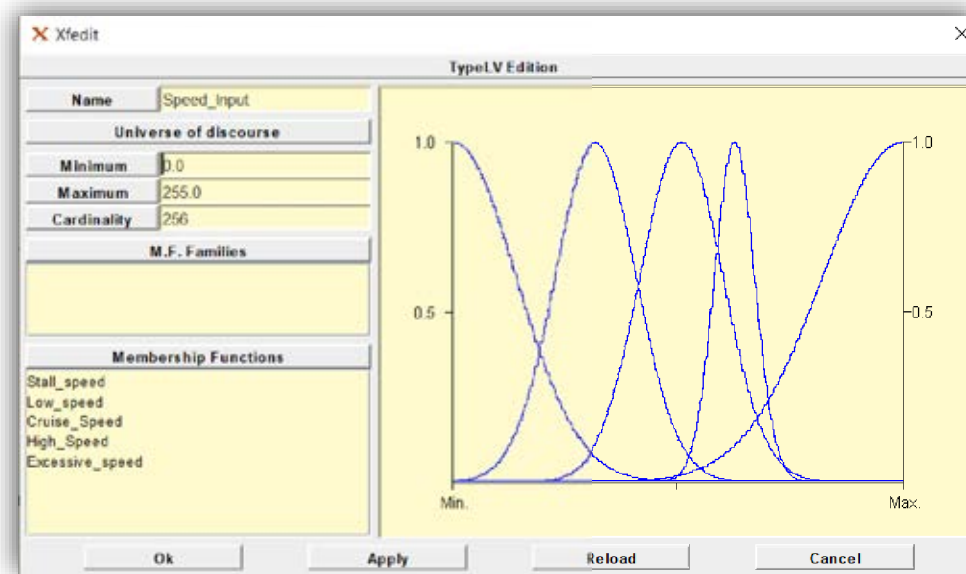 Xfedit
TypeLV Edition
Name Speed_Input
Universe of discourse
Minimum 0.0
Maximum 255.0
Cardinality 256
M.F. Families
Membership Functions
Stall_speed
Low_speed
Cruise_Speed
High_Speed
Excessive_speed
1.0 1.0
0.5 0.5
Min. Max.
Ok Apply Reload Cancel